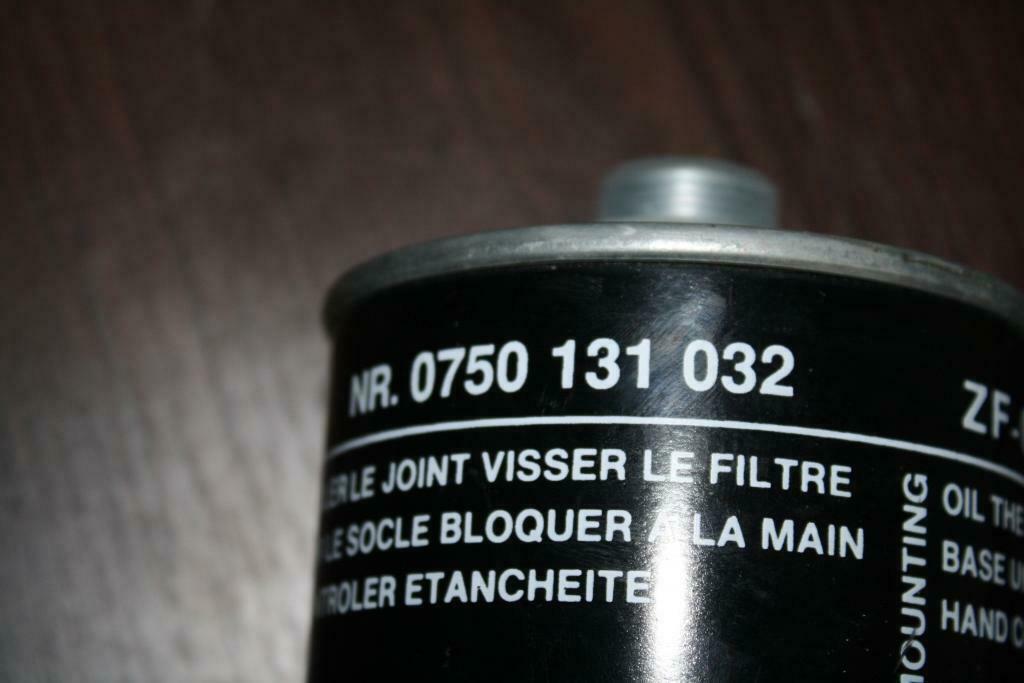 NR. 0750 131 032
LE JOINT VISSER LE FILTRE
LE SOCLE BLOQUER A LA MAIN
ETANCHEITE
ZF-
MOUNTING
OIL THE
BASE
HAND